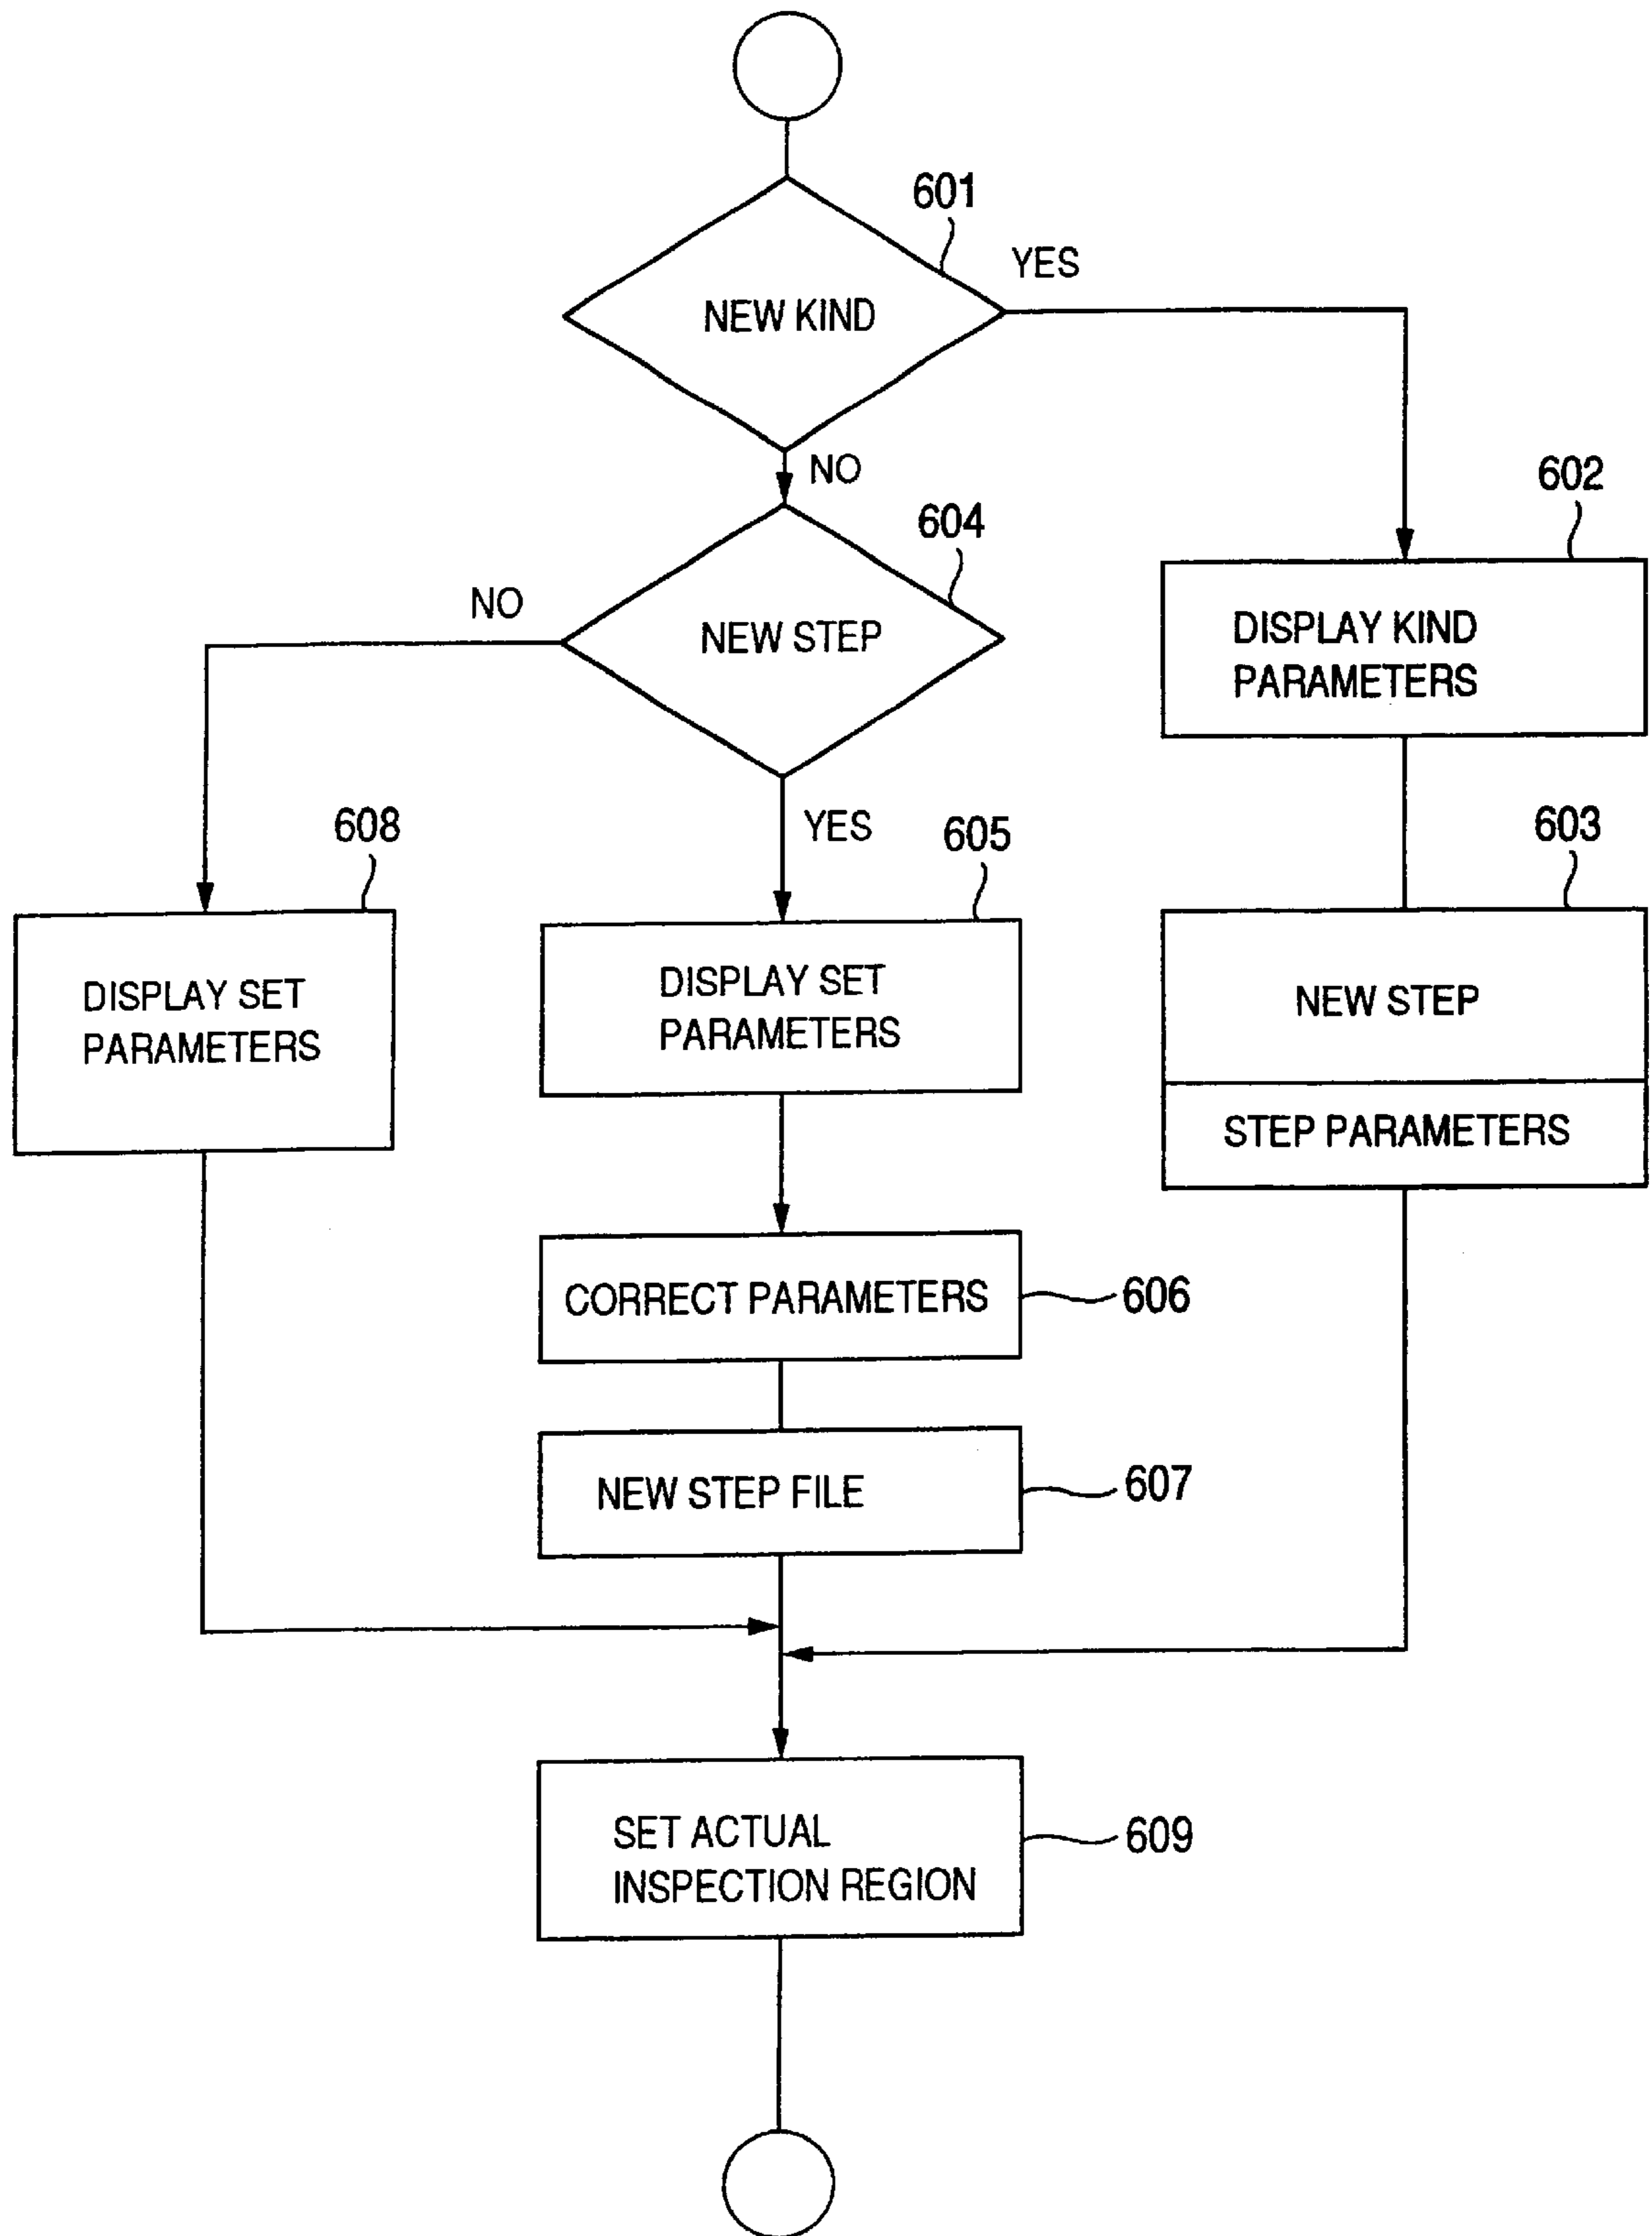 601
YES
NEW KIND
NO
602
604
NO
NEW STEP
DISPLAY KIND
PARAMETERS
608
YES
605
603
DISPLAY SET
PARAMETERS
DISPLAY SET
PARAMETERS
NEW STEP
STEP PARAMETERS
CORRECT PARAMETERS
606
NEW STEP FILE
607
SET ACTUAL
INSPECTION REGION
609